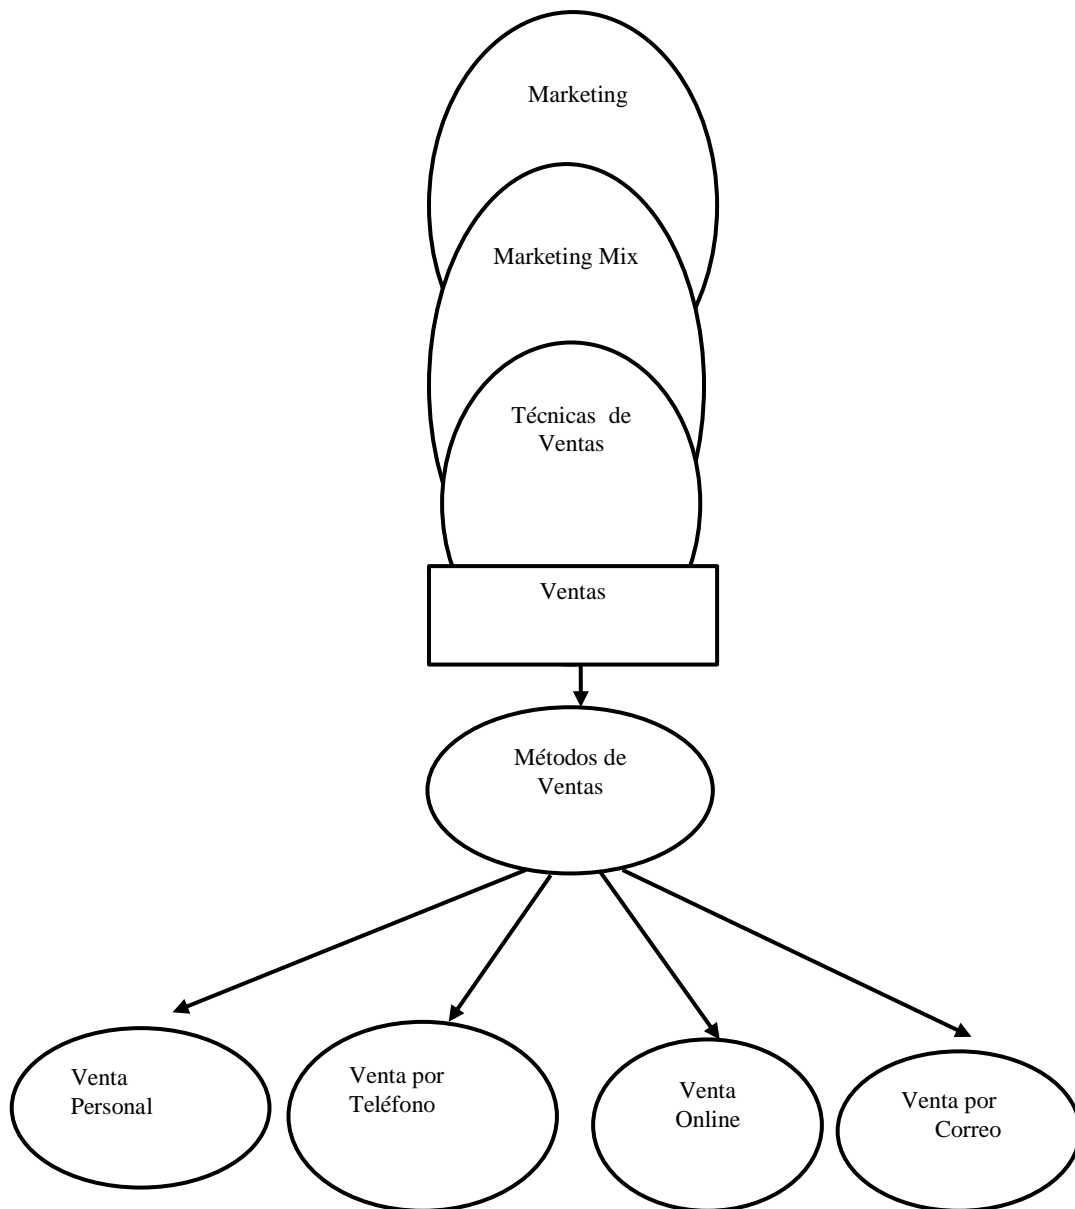 Marketing
Marketing Mix
Técnicas de
Ventas
Ventas
Métodos de
Ventas
Venta
Personal
Venta por
Teléfono
Venta
Online
Venta por
Correo